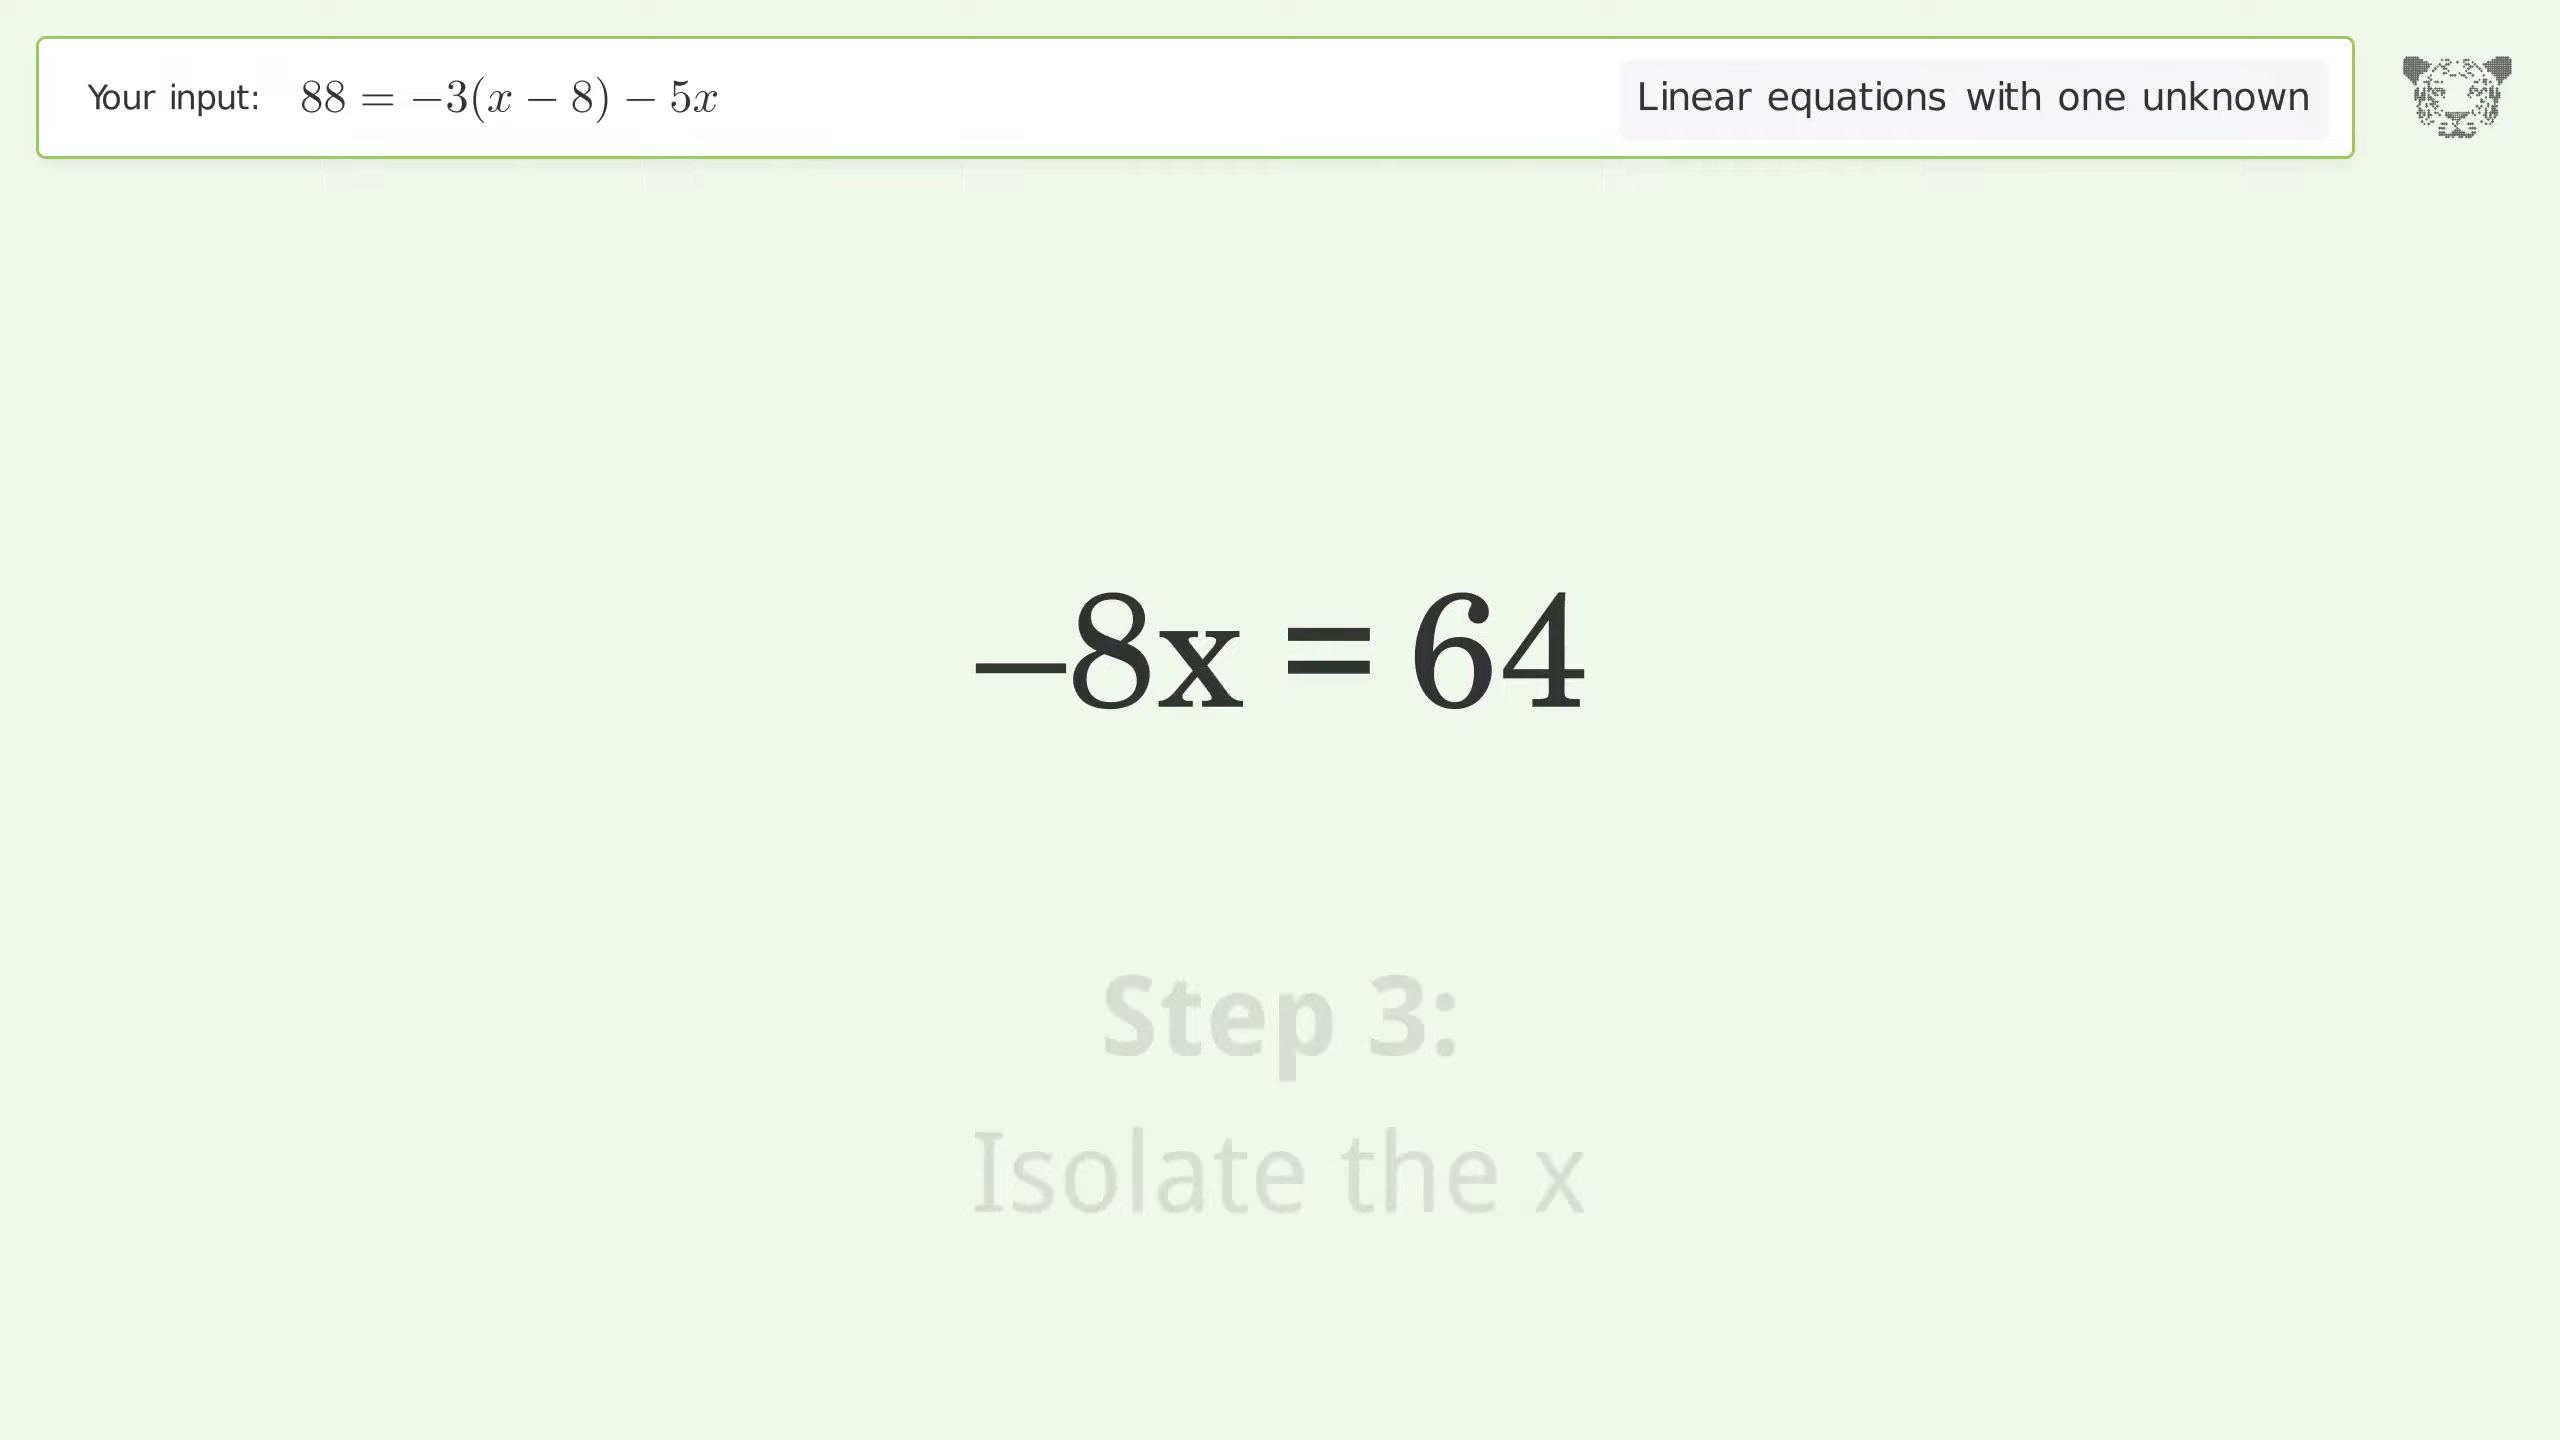 Your input: 88 = −3(x − 8) − 5x
Linear equations with one unknown
–8x = 64
Step 3:
Isolate the x